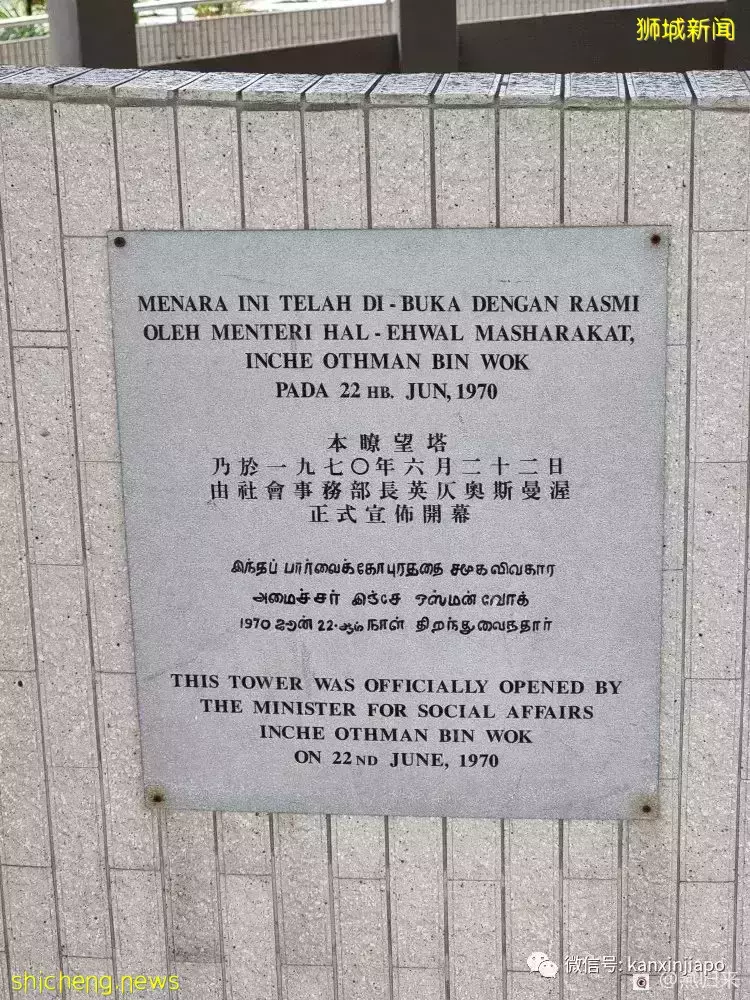 狮城新闻
MENARA INI TELAH DI-BUKA DENGAN RASMI
OLEH MENTERI HAL-EHWAL MASHARAKAT,
INCHE OTHMAN BIN WOK
PADA 22 HB. JUN, 1970
本瞭望塔
乃於一九七〇年六月二十二日
由社會事務部長英仄奧斯曼渥
正式宣佈開幕
இந்தப் பார்வைக்கோபுரத்தை சமுக விவகார
அமைச்சர் இஞ்சே ஒஸ்மன் வோக்
1970 ஜூன் 22-ஆம் நாள் திறந்துவைத்தார்
THIS TOWER WAS OFFICIALLY OPENED BY
THE MINISTER FOR SOCIAL AFFAIRS
INCHE OTHMAN BIN WOK
ON 22ND JUNE, 1970
微信号: kanxinjiapo
shicheng.news